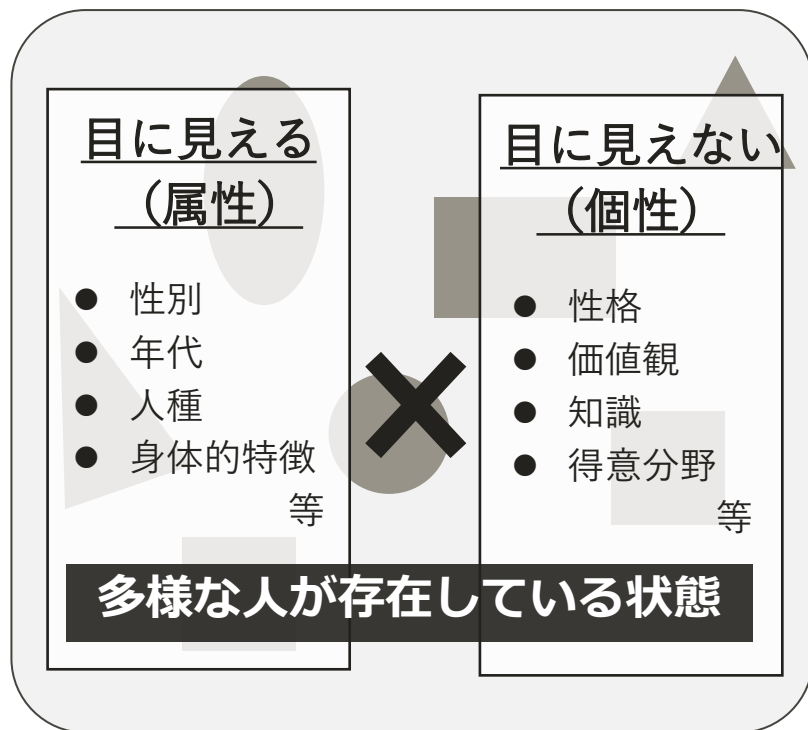 目に見える
（属性）
● 性別
● 年代
● 人種
● 身体的特徴
等
目に見えない
（個性）
● 性格
● 価値観
● 知識
● 得意分野
等
多様な人が存在している状態